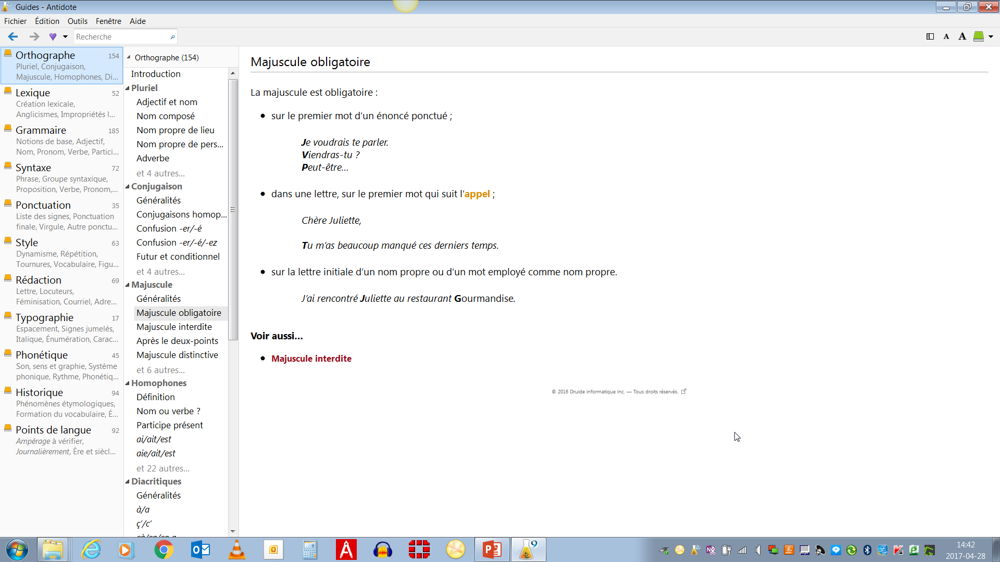 Guides - Antidote
Fichier Édition Outils Fenêtre Aide
Recherche
A A
Orthographe 154
Pluriel, Conjugaison,
Majuscule, Homophones, Di...
Lexique 52
Création lexicale,
Anglicismes, Impropriétés l...
Grammaire 185
Notions de base, Adjectif,
Nom, Pronom, Verbe, Partici...
Syntaxe 72
Phrase, Groupe syntaxique,
Proposition, Verbe, Pronom,...
Ponctuation 35
Liste des signes, Ponctuation
finale, Virgule, Autre ponctu...
Style 63
Dynamisme, Répétition,
Tournures, Vocabulaire, Figu...
Rédaction 69
Lettre, Locuteurs,
Féminisation, Courriel, Adre...
Typographie 17
Espacement, Signes jumelés,
Italique, Énumération, Carac...
Phonétique 45
Son, sens et graphie, Système
phonique, Rythme, Phonétiq...
Historique 94
Phénomènes étymologiques,
Formation du vocabulaire, É...
Points de langue 92
Ampérage à vérifier,
Journalièrement, Ère et siècl...
Orthographe (154)
Introduction
Pluriel
Adjectif et nom
Nom composé
Nom propre de lieu
Nom propre de pers...
Adverbe
et 4 autres...
Conjugaison
Généralités
Conjugaisons homop...
Confusion -er/-é
Confusion -er/-é/-ez
Futur et conditionnel
et 4 autres...
Majuscule
Généralités
Majuscule obligatoire
Majuscule interdite
Après le deux-points
Majuscule distinctive
et 6 autres...
Homophones
Définition
Nom ou verbe ?
Participe présent
ai/ait/est
aie/ait/est
et 22 autres...
Diacritiques
Généralités
à/a
ç'/c'
Majuscule obligatoire
La majuscule est obligatoire :
• sur le premier mot d'un énoncé ponctué ;
Je voudrais te parler.
Viendras-tu ?
Peut-être...
• dans une lettre, sur le premier mot qui suit l'appel ;
Chère Juliette,
Tu m'as beaucoup manqué ces derniers temps.
• sur la lettre initiale d'un nom propre ou d'un mot employé comme nom propre.
J'ai rencontré Juliette au restaurant Gourmandise.
Voir aussi...
• Majuscule interdite
© 2016 Druide informatique inc. — Tous droits réservés.
14:42
2017-04-28